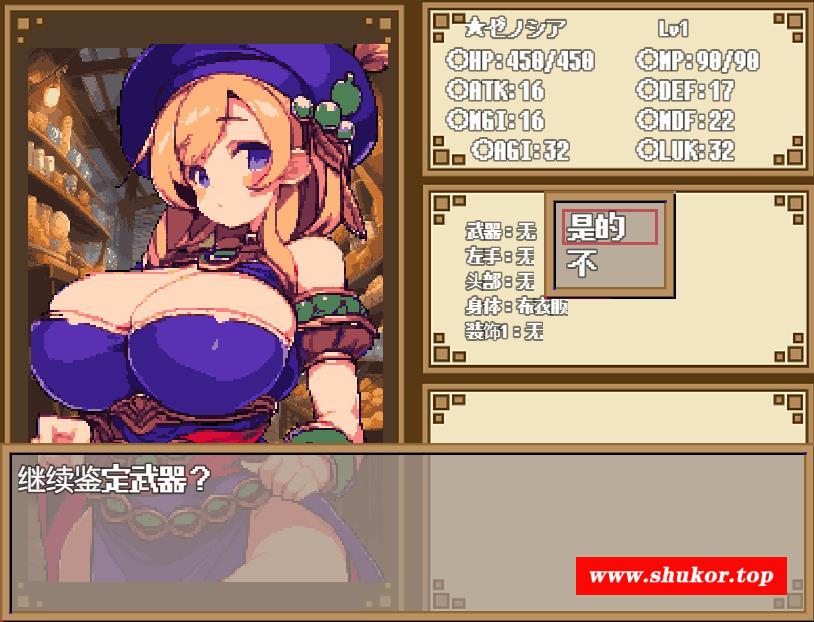 ★ゼノシア Lv1
HP:450/450 MP:90/90
ATK:16 DEF:17
MGI:16 MDF:22
AGI:32 LUK:32
武器：无
左手：无
头部：无
身体：布衣服
装饰1：无
是的
不
继续鉴定武器？
www.shukor.top